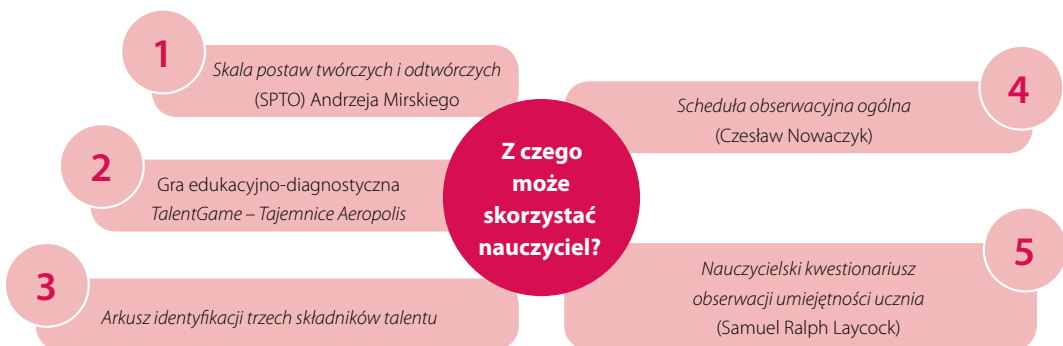 Z czego
może
skorzystać
nauczyciel?
1
Skala postaw twórczych i odtwórczych
(SPTO) Andrzeja Mirskiego
2
Gra edukacyjno-diagnostyczna
TalentGame – Tajemnice Aeropolis
3
Arkusz identyfikacji trzech składników talentu
4
Scheduła obserwacyjna ogólna
(Czesław Nowaczyk)
5
Nauczycielski kwestionariusz
obserwacji umiejętności ucznia
(Samuel Ralph Laycock)